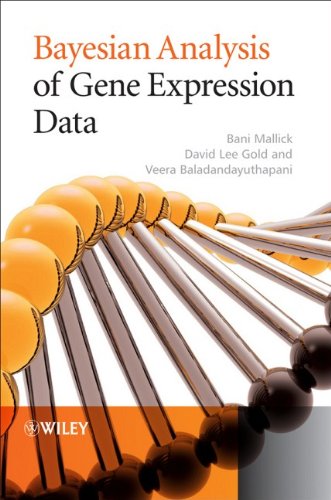 Bayesian Analysis
of Gene Expression
Data
Bani Mallick
David Lee Gold and
Veera Baladandayuthapani
WILEY